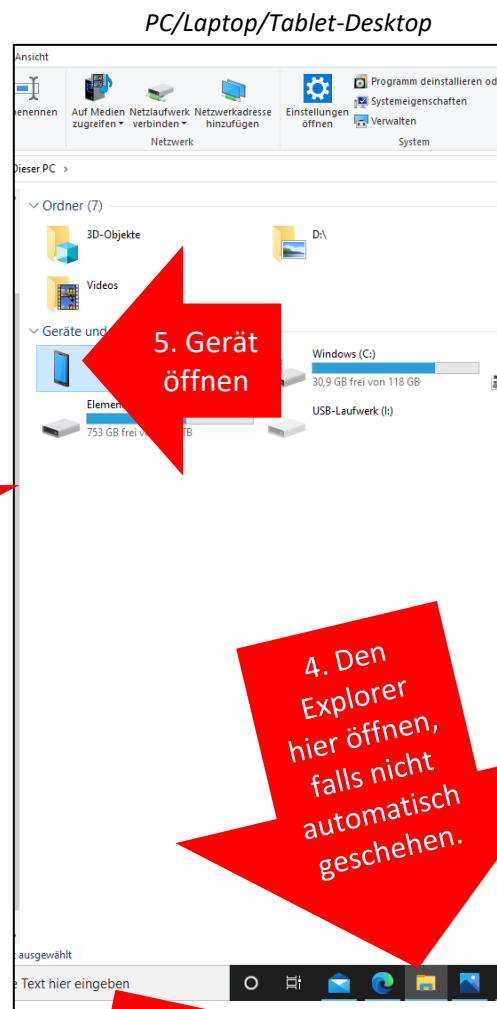 PC/Laptop/Tablet-Desktop
Ansicht
Programm deinstallieren od
Systemeigenschaften
Verwalten
Auf Medien zugreifen
Netzlaufwerk verbinden
Netzwerkadresse hinzufügen
Einstellungen öffnen
Netzwerk
System
Dieser PC
Ordner (7)
3D-Objekte
D:\
Videos
Geräte und
5. Gerät
öffnen
Windows (C:)
30,9 GB frei von 118 GB
USB-Laufwerk (I:)
753 GB frei
4. Den
Explorer
hier öffnen,
falls nicht
automatisch
geschehen.
ausgewählt
Text hier eingeben